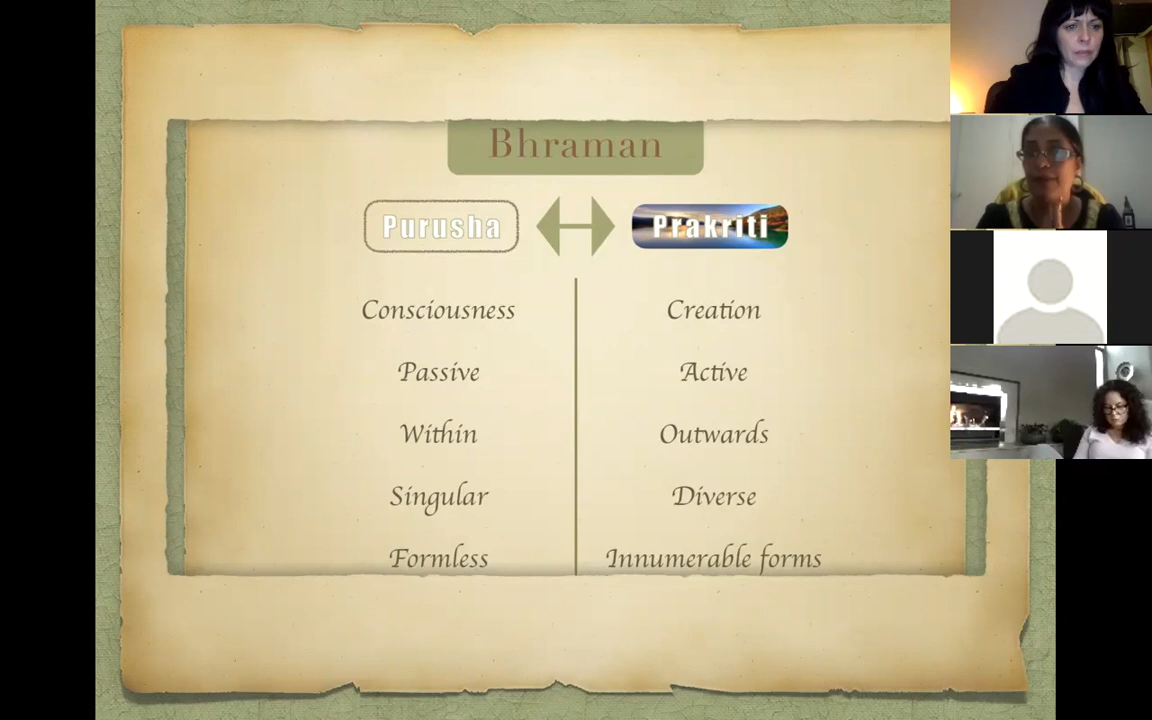 Bhraman
Purusha Prakriti
Consciousness Creation
Passive Active
Within Outwards
Singular Diverse
Formless Innumerable forms